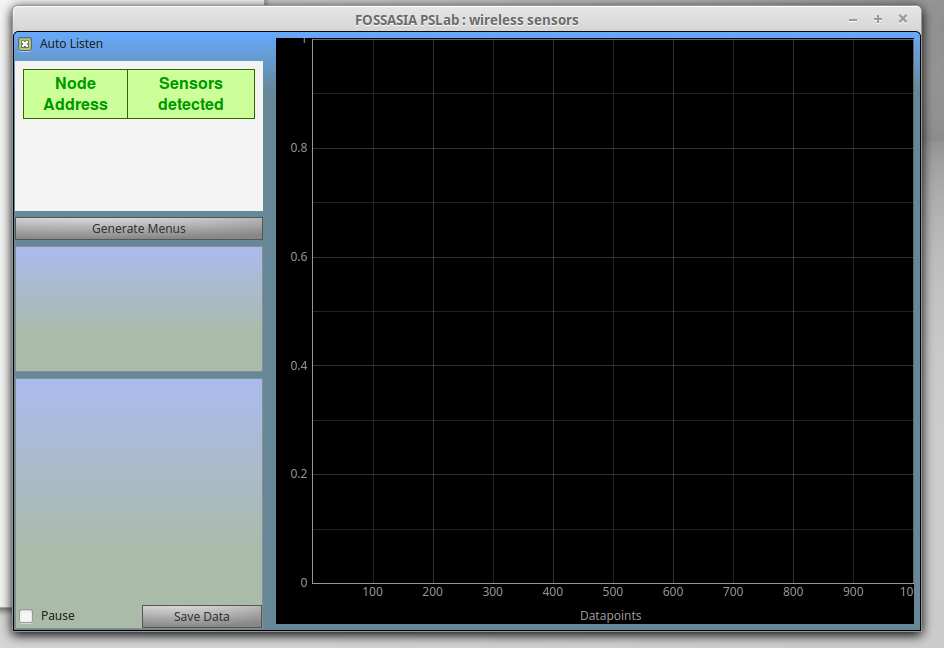 FOSSASIA PSLab : wireless sensors
Auto Listen
Node Address
Sensors detected
Generate Menus
Pause
Save Data
0.8
0.6
0.4
0.2
0
100 200 300 400 500 600 700 800 900 10
Datapoints